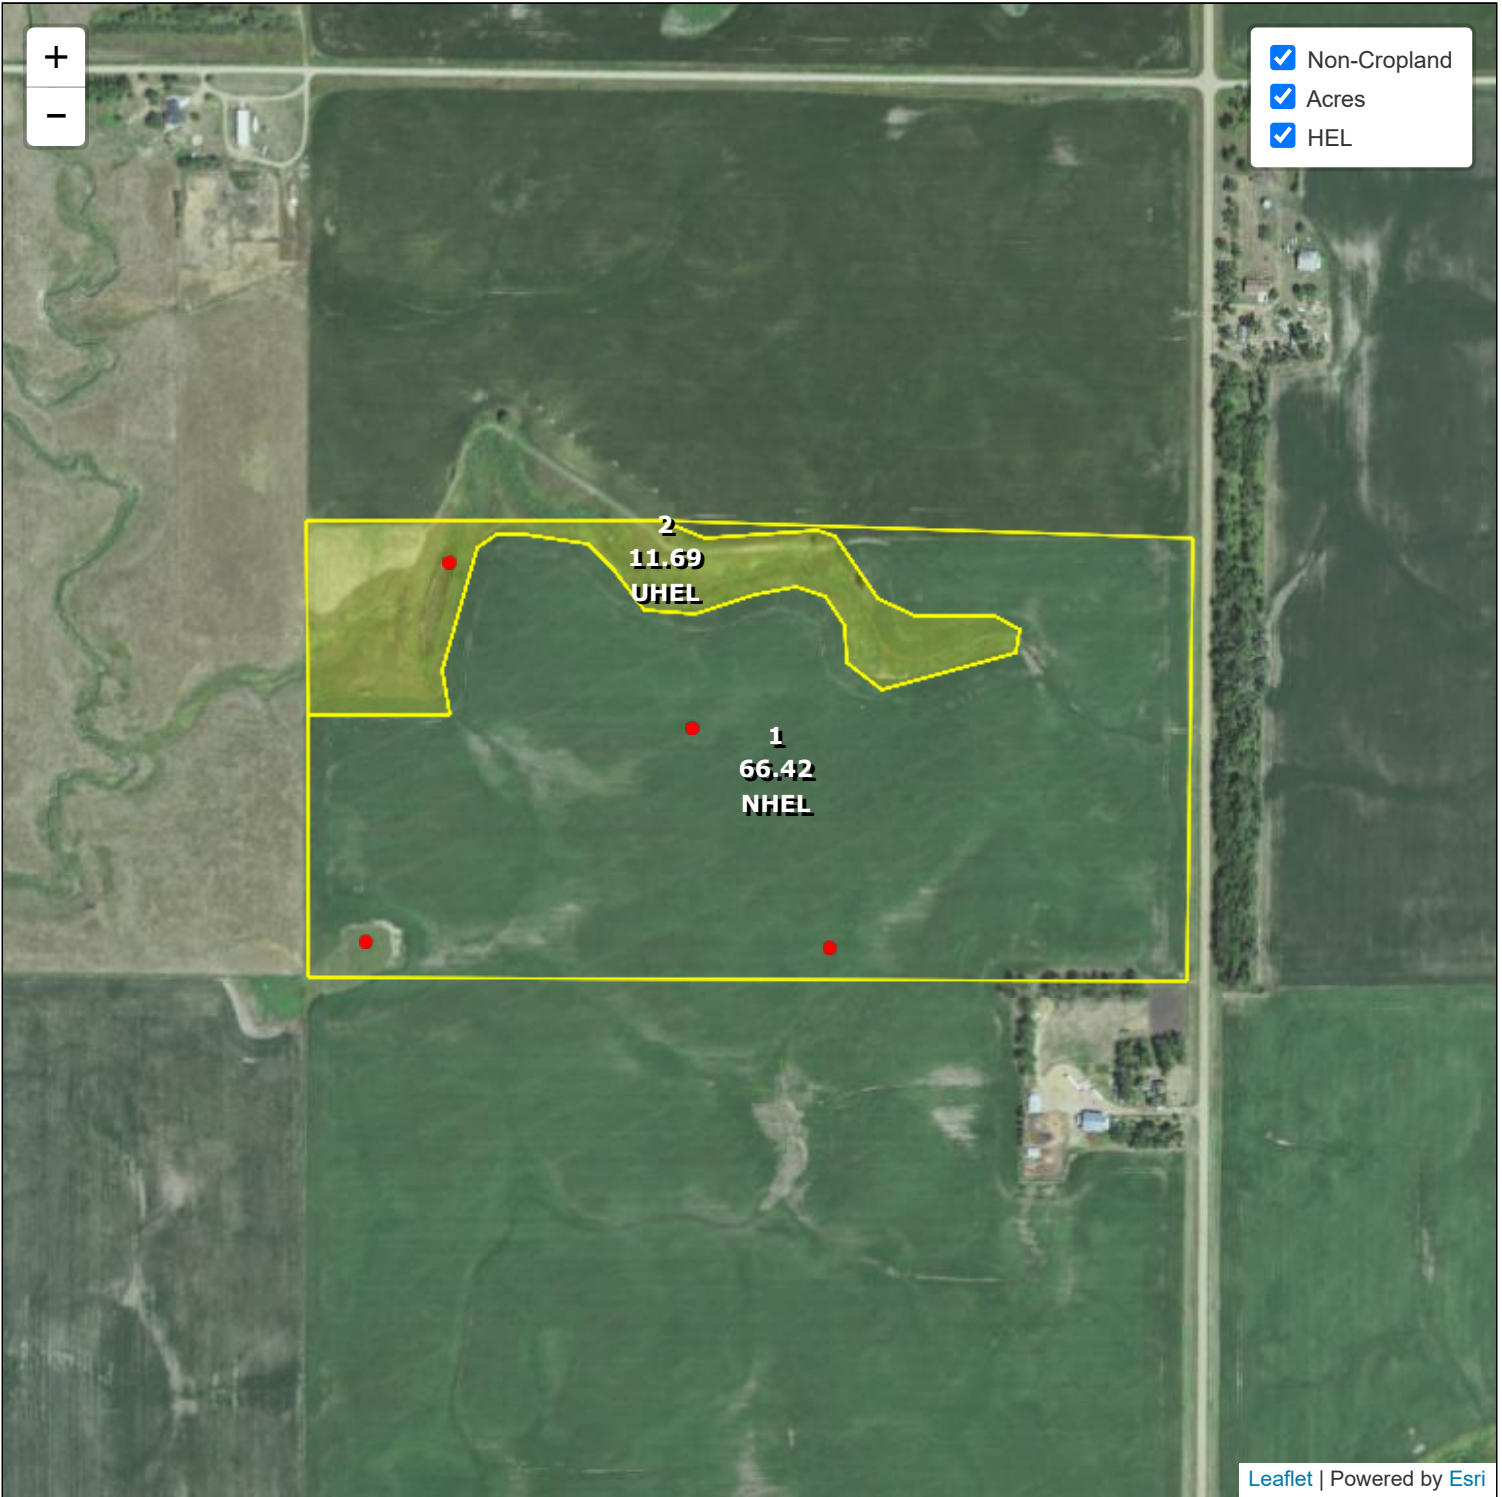 +
−
Non-Cropland
Acres
HEL
2
11.69
UHEL
1
66.42
NHEL
Leaflet | Powered by Esri